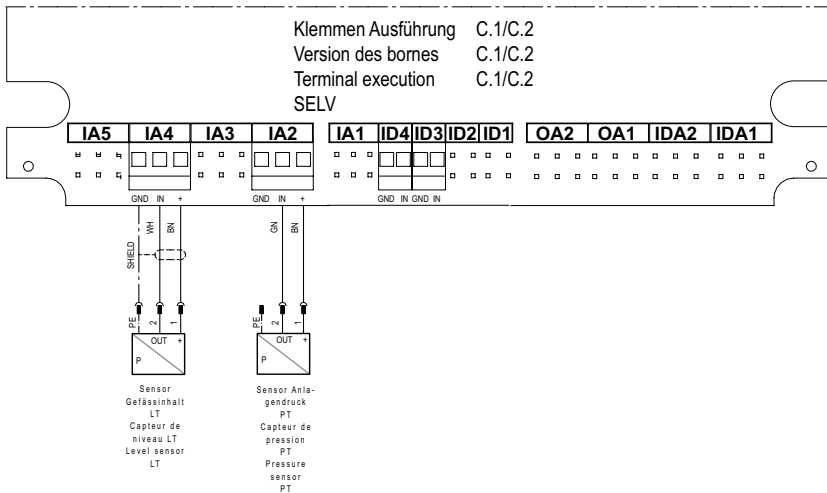 Klemmen Ausführung C.1/C.2
Version des bornes C.1/C.2
Terminal execution C.1/C.2
SELV
IA5 IA4 IA3 IA2 IA1 ID4 ID3 ID2 ID1 OA2 OA1 IDA2 IDA1
GND IN + GND IN + GND IN GND IN
SHIELD WH BN GN BN
PE 2 1 PE 2 1
OUT + OUT +
P P
Sensor
Gefässinhalt
LT
Capteur de
niveau LT
Level sensor
LT
Sensor Anla-
gendruck
PT
Capteur de
pression
PT
Pressure
sensor
PT